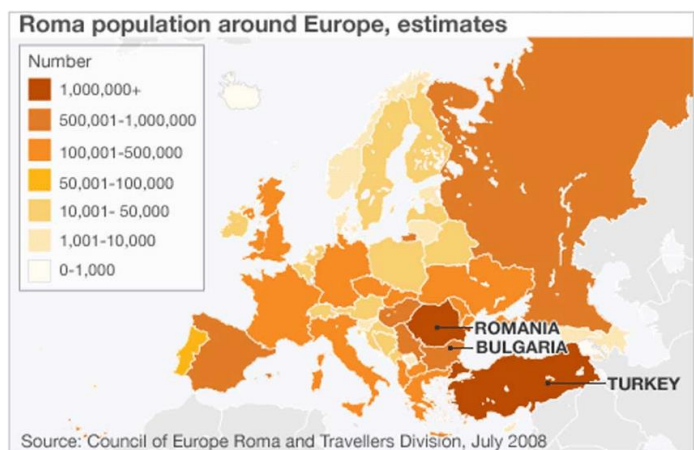 Roma population around Europe, estimates
Number
1,000,000+
500,001-1,000,000
100,001-500,000
50,001-100,000
10,001- 50,000
1,001-10,000
0-1,000
ROMANIA
BULGARIA
TURKEY
Source: Council of Europe Roma and Travellers Division, July 2008